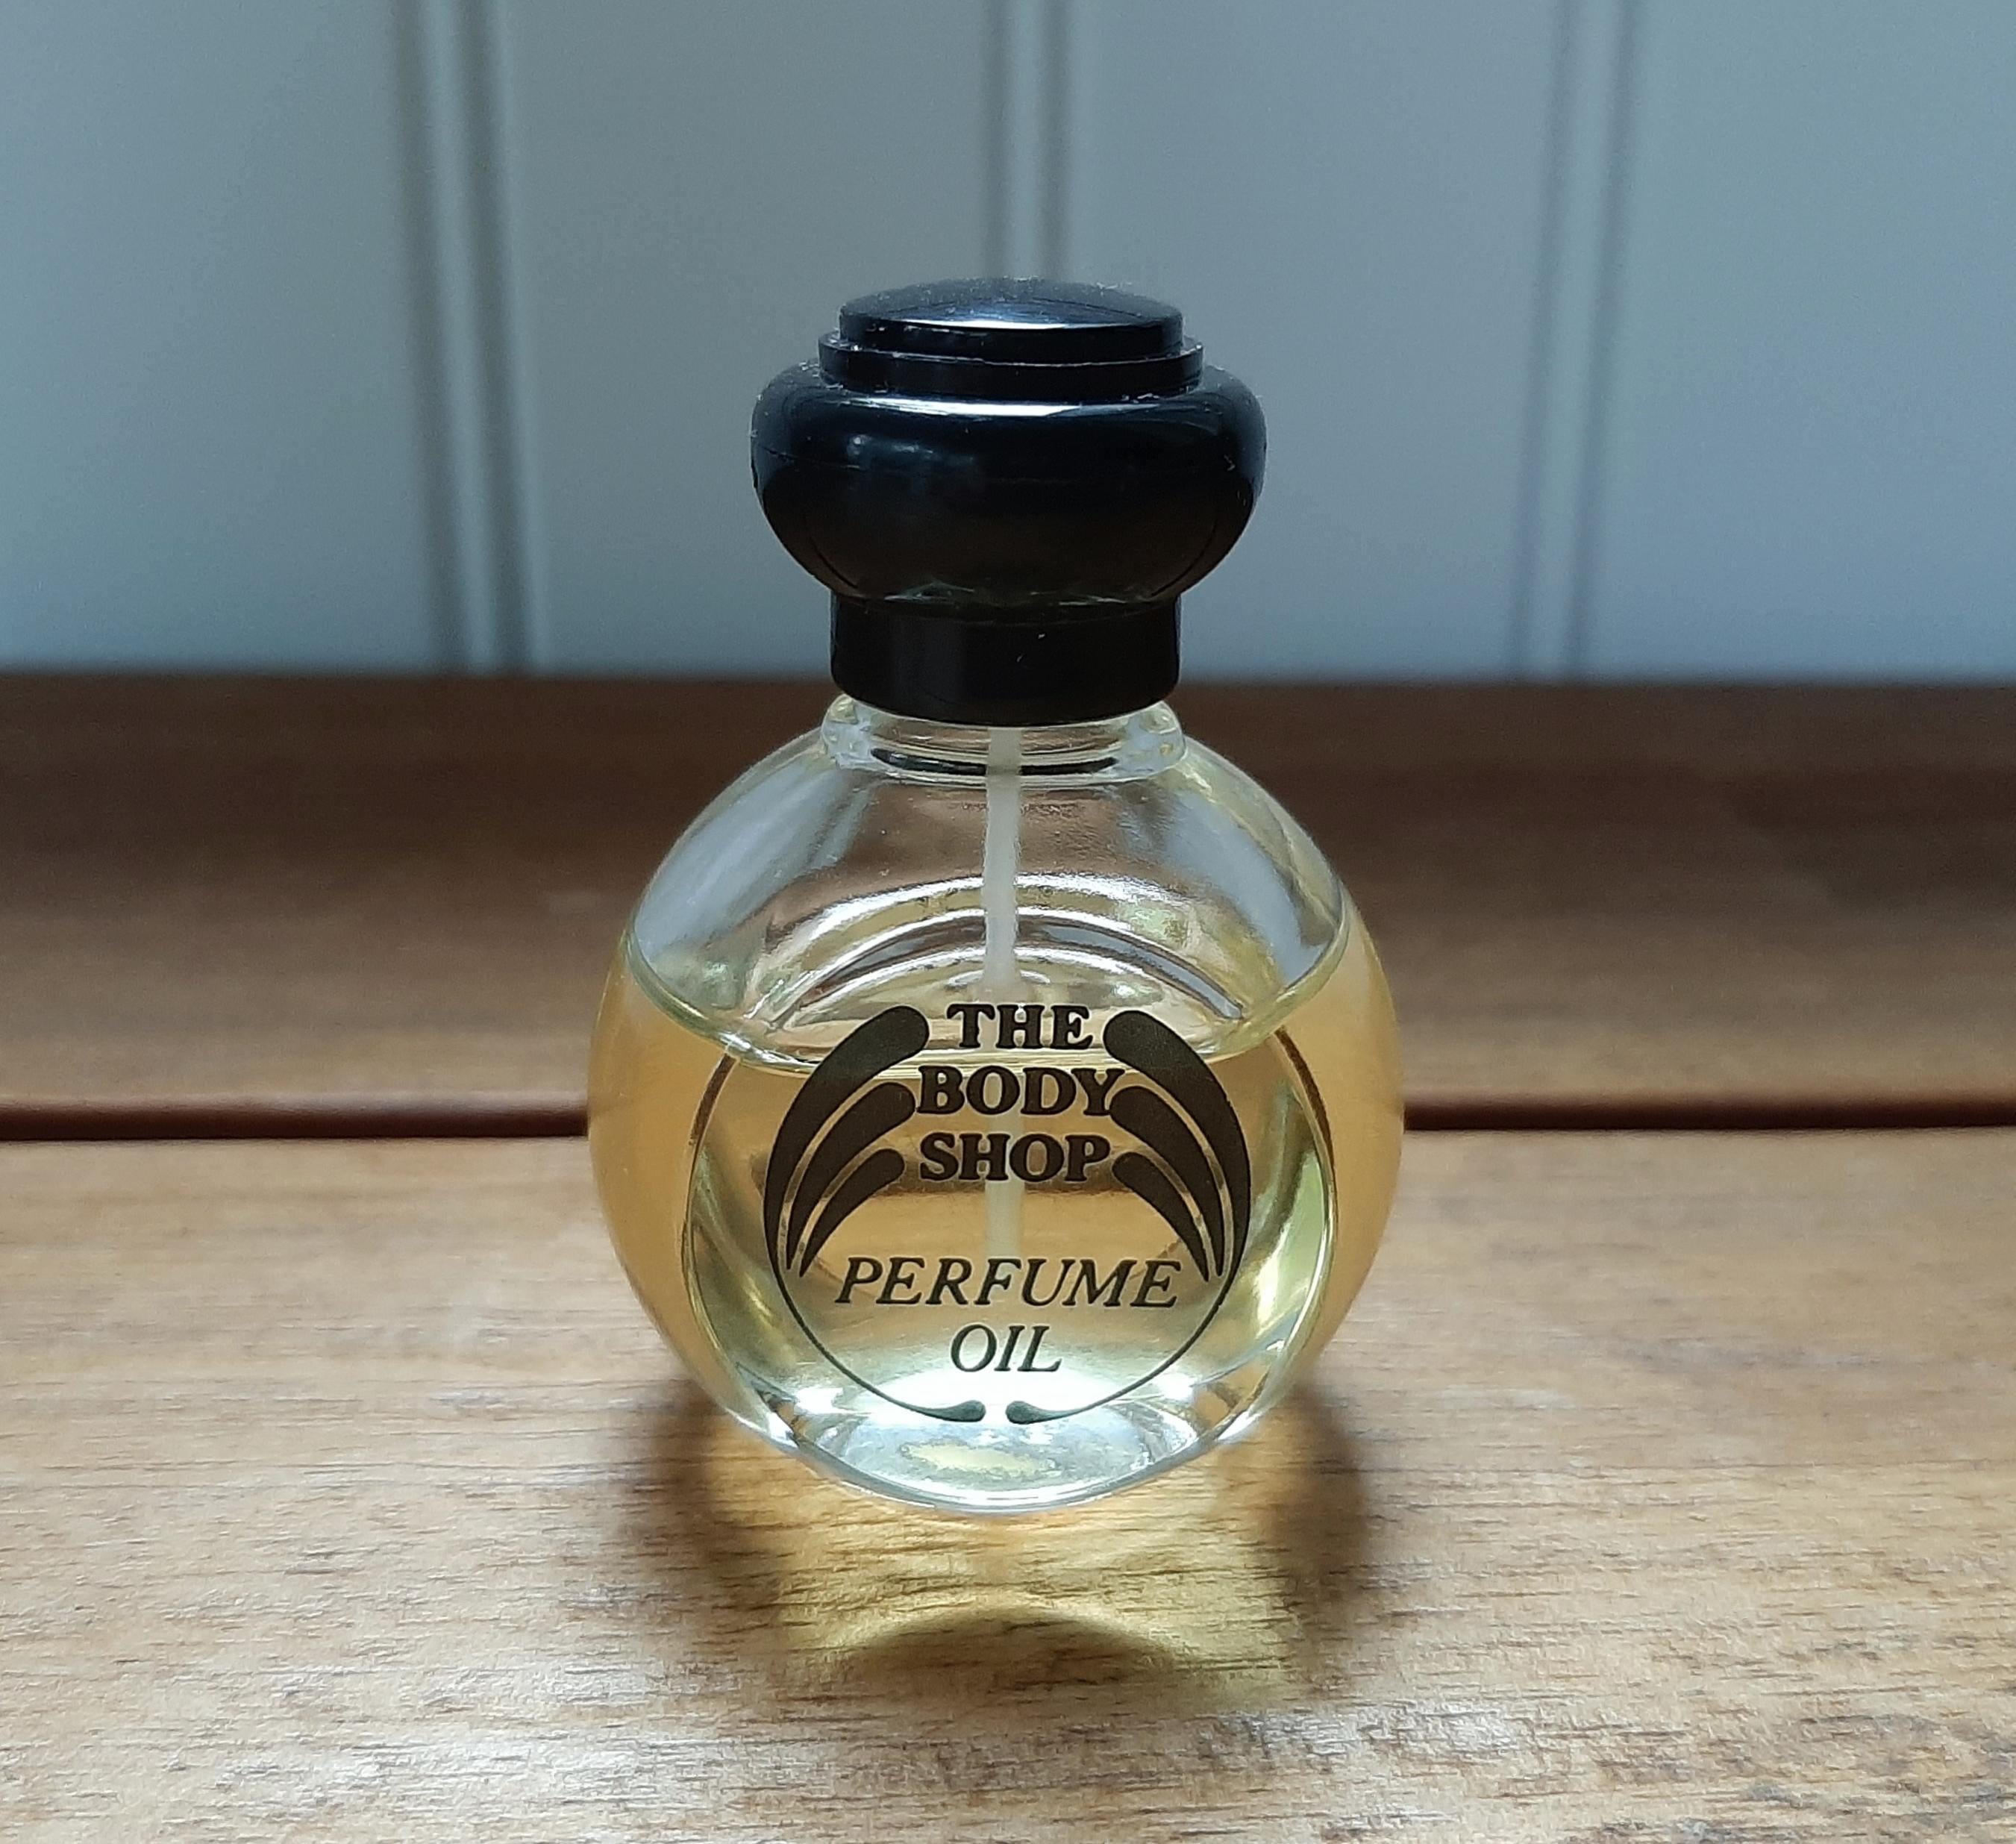 THE
BODY
SHOP
PERFUME
OIL